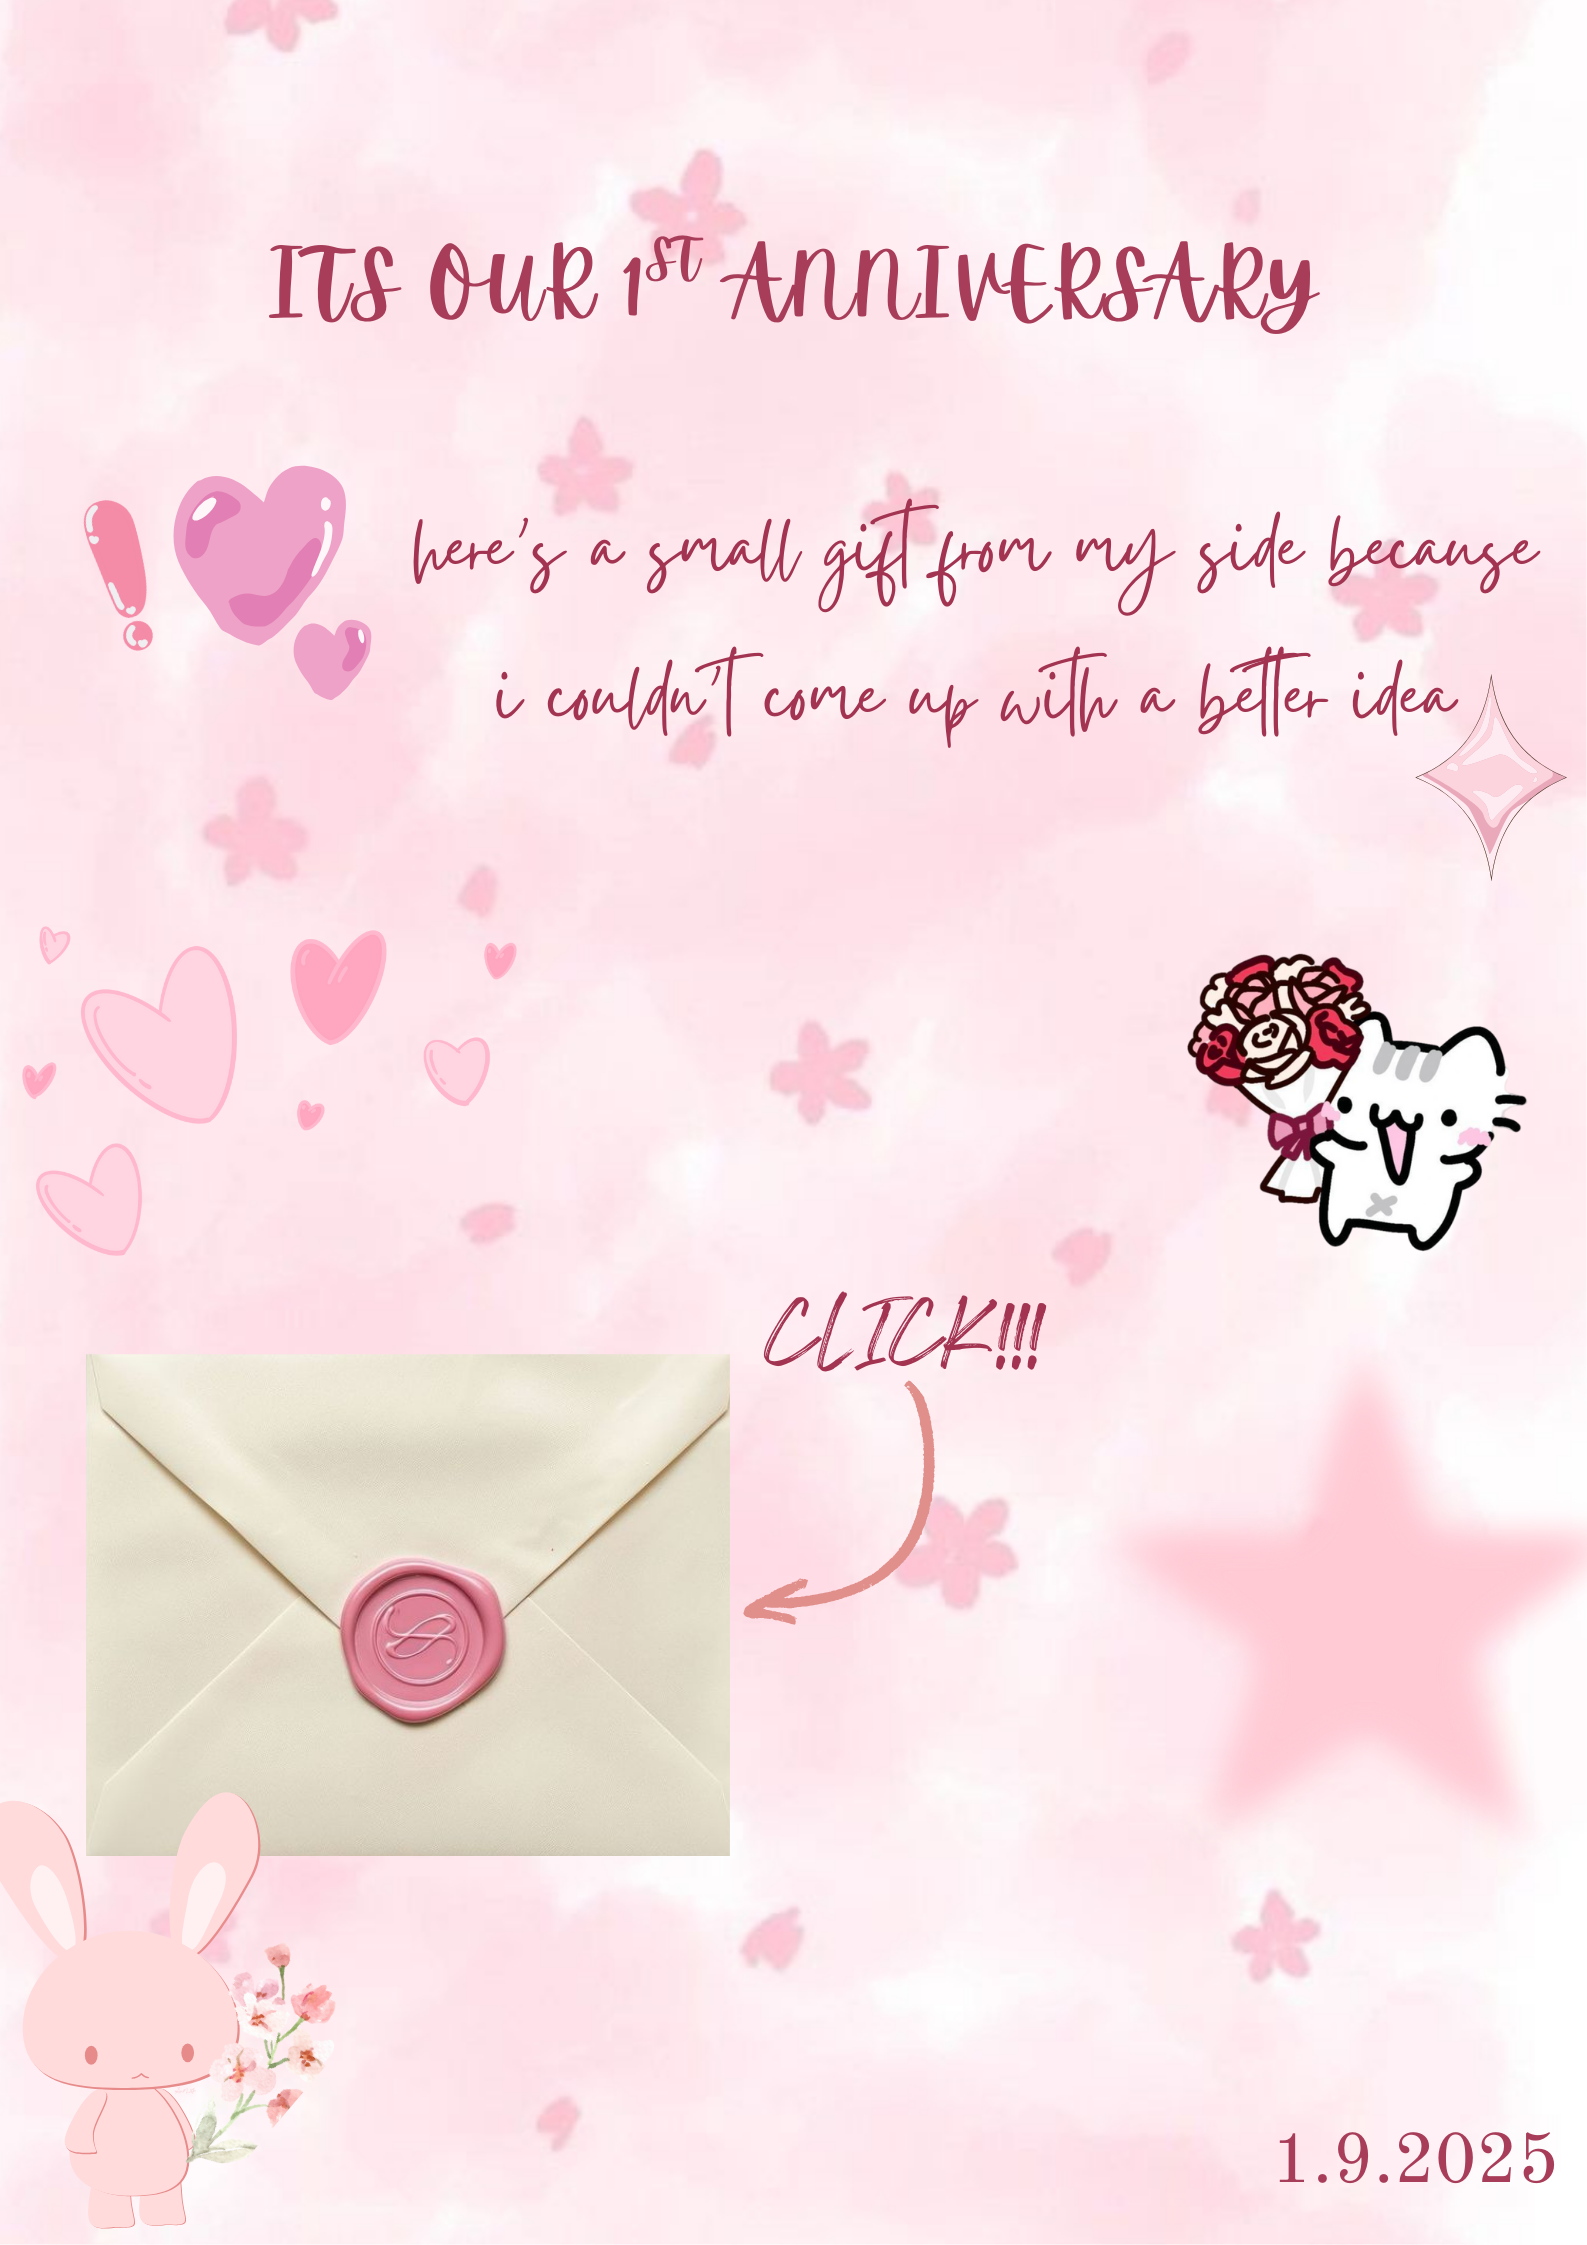 ITS OUR 1ST ANNIVERSARY
here's a small gift from my side because
i couldn't come up with a better idea
CLICK!!!
1.9.2025